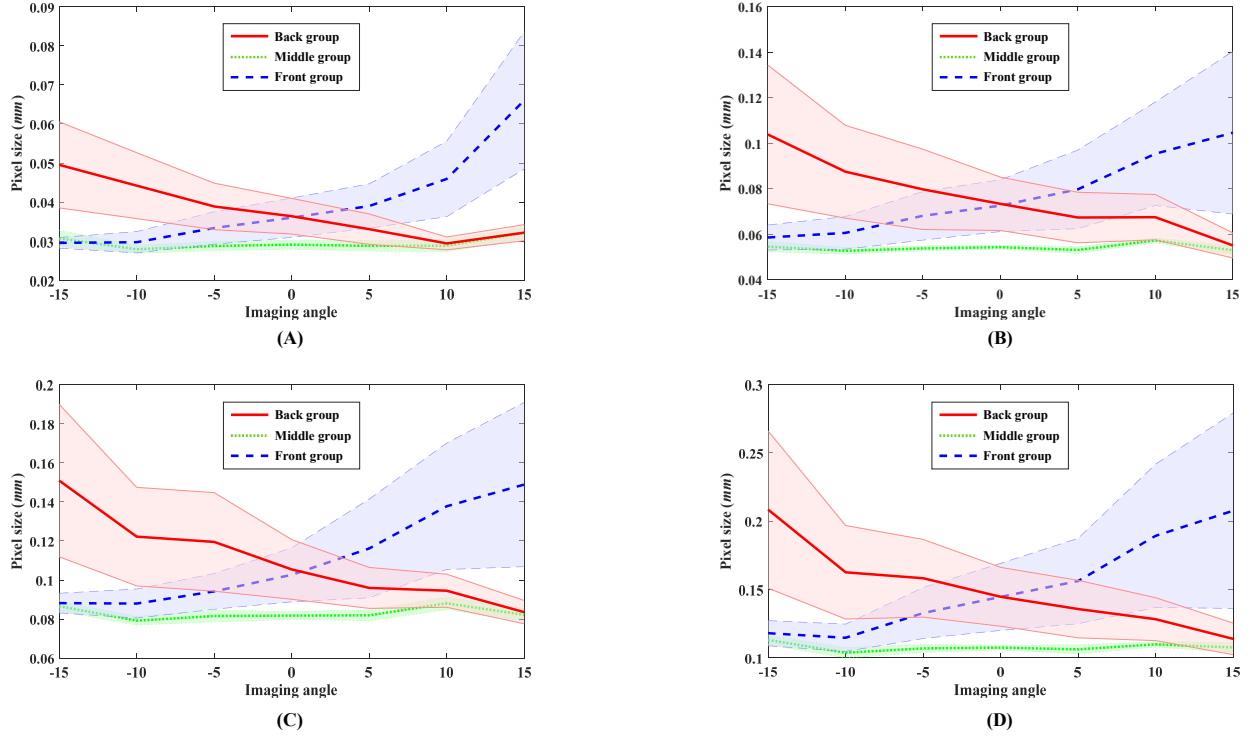 0.09
0.08
0.07
0.06
0.05
0.04
0.03
0.02
Pixel size (mm)
Back group
Middle group
Front group
-15 -10 -5 0 5 10 15
Imaging angle
(A)
0.16
0.14
0.12
0.1
0.08
0.06
0.04
Pixel size (mm)
Back group
Middle group
Front group
-15 -10 -5 0 5 10 15
Imaging angle
(B)
0.2
0.18
0.16
0.14
0.12
0.1
0.08
0.06
Pixel size (mm)
Back group
Middle group
Front group
-15 -10 -5 0 5 10 15
Imaging angle
(C)
0.3
0.25
0.2
0.15
0.1
Pixel size (mm)
Back group
Middle group
Front group
-15 -10 -5 0 5 10 15
Imaging angle
(D)